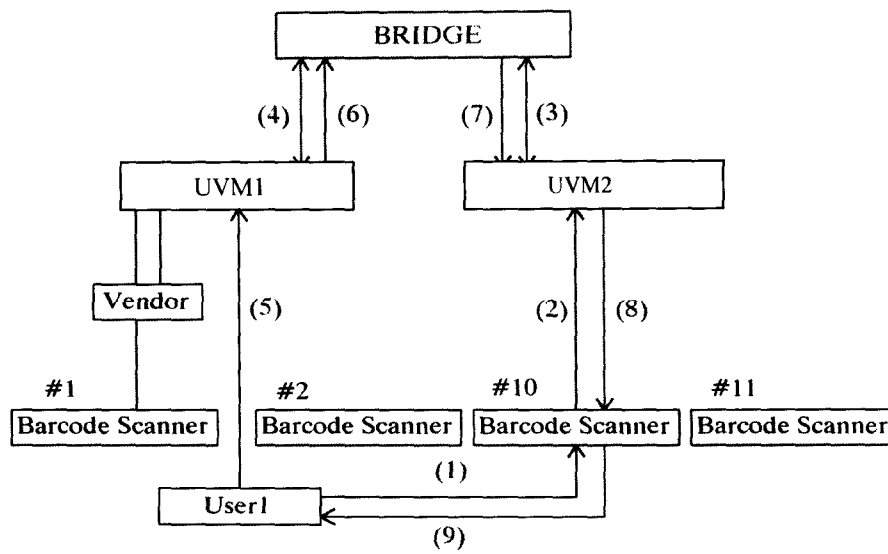 BRIDGE
(4)
(6)
(7)
(3)
UVM1
UVM2
Vendor
(5)
(2)
(8)
#1
#2
#10
#11
Barcode Scanner
Barcode Scanner
Barcode Scanner
Barcode Scanner
(1)
User1
(9)